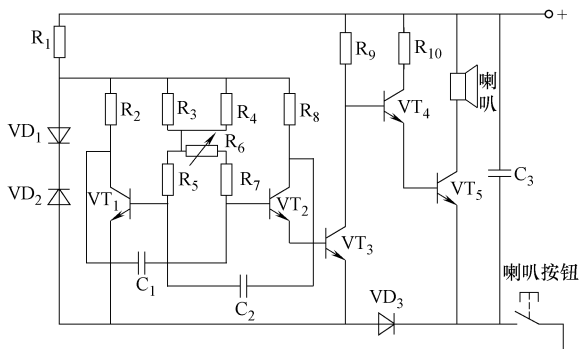 +
R1
R9
R10
喇叭
R2
R3
R4
R8
VD1
R6
VT4
VD2
R5
R7
VT1
VT2
VT5
C3
VT3
C1
C2
VD3
喇叭按钮